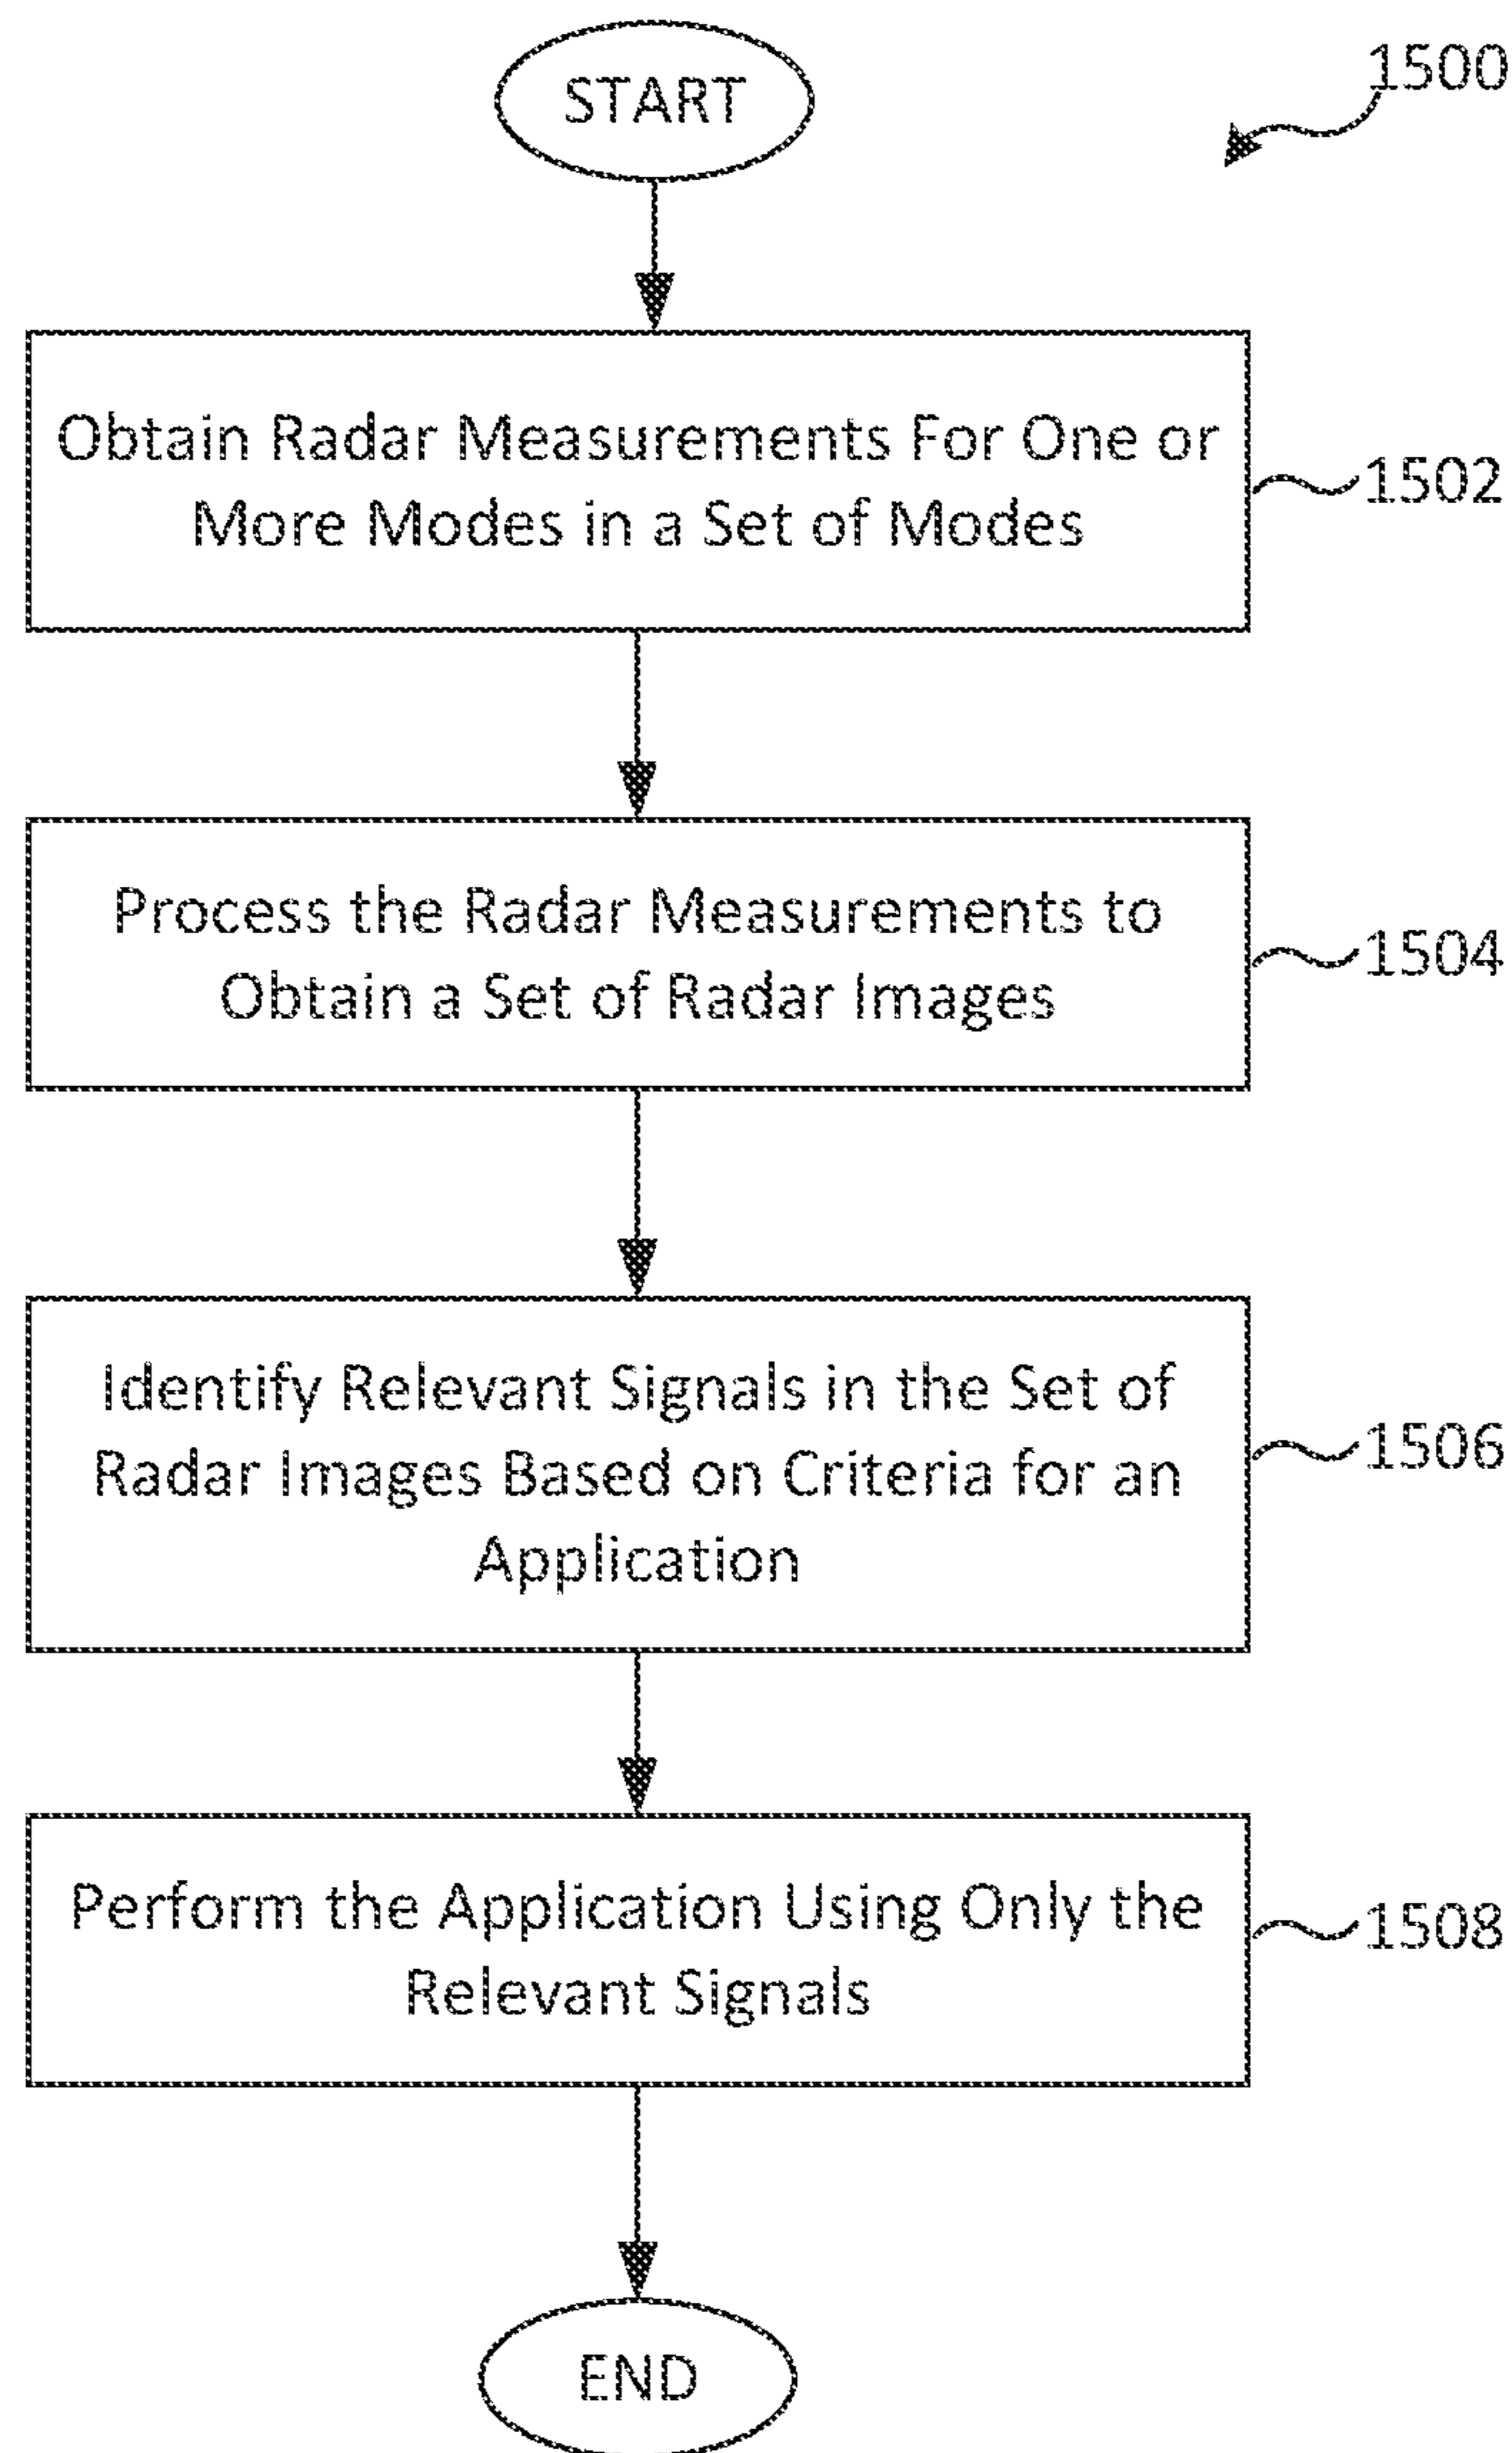 START
1500
Obtain Radar Measurements For One or
More Modes in a Set of Modes
1502
Process the Radar Measurements to
Obtain a Set of Radar Images
1504
Identify Relevant Signals in the Set of
Radar Images Based on Criteria for an
Application
1506
Perform the Application Using Only the
Relevant Signals
1508
END